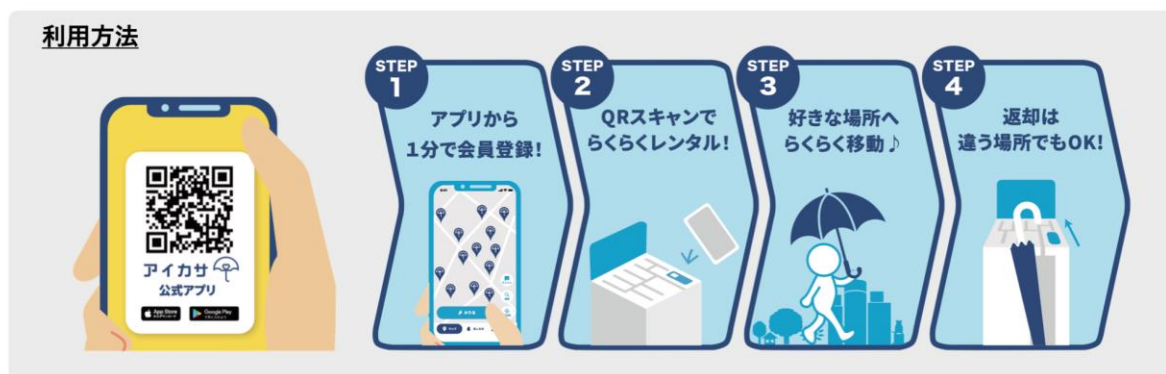 利用方法
アイカサ
公式アプリ
App Store
Google Play
STEP
1
アプリから
1分で会員登録!
STEP
2
QRスキャンで
らくらくレンタル!
STEP
3
好きな場所へ
らくらく移動♪
STEP
4
返却は
違う場所でもOK!